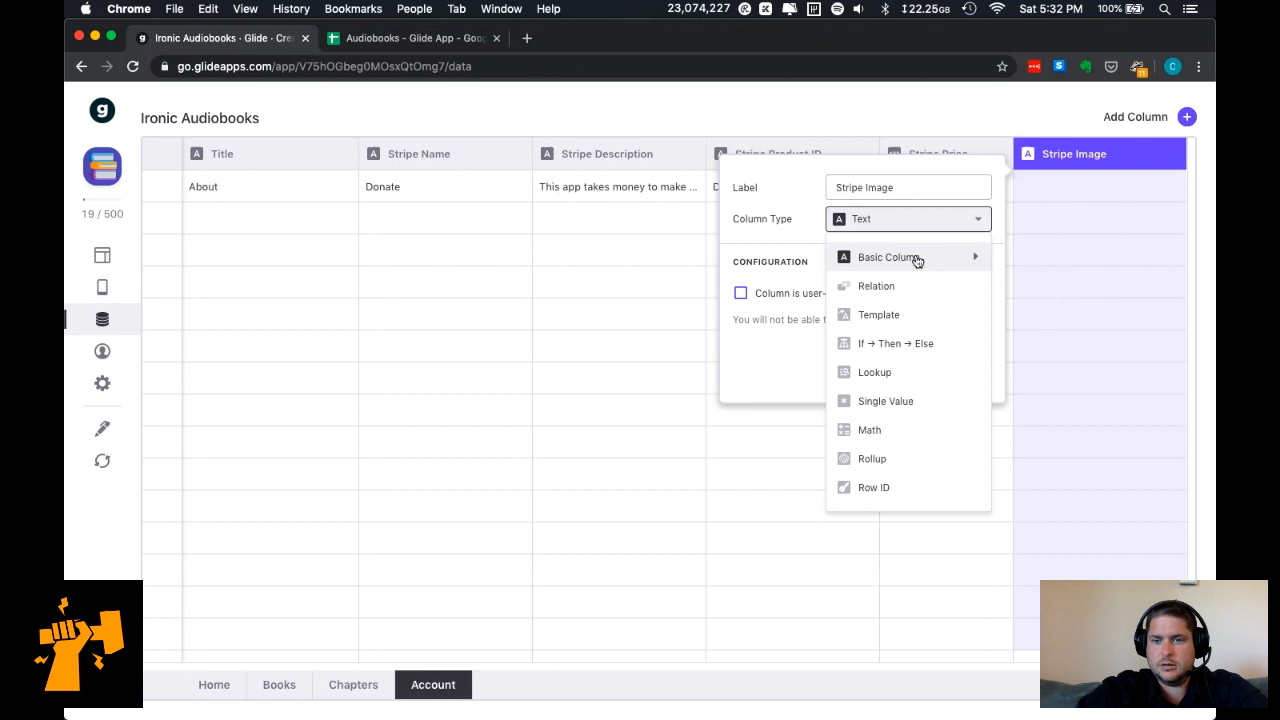 Chrome File Edit View History Bookmarks People Tab Window Help 23,074,227 22.25GB Sat 5:32 PM 100%
Ironic Audiobooks · Glide · Cre
Audiobooks - Glide App - Goog
go.glideapps.com/app/V75hOGbeg0MOsxQtOmg7/data
11
C
g
Ironic Audiobooks
Add Column
19 / 500
A Title
A Stripe Name
A Stripe Description
A Stripe Product ID
Stripe Price
A Stripe Image
About
Donate
This app takes money to make ...
Label
Stripe Image
Column Type
A Text
CONFIGURATION
Column is user-
You will not be able t
A Basic Column
Relation
Template
If → Then → Else
Lookup
Single Value
Math
Rollup
Row ID
Home
Books
Chapters
Account